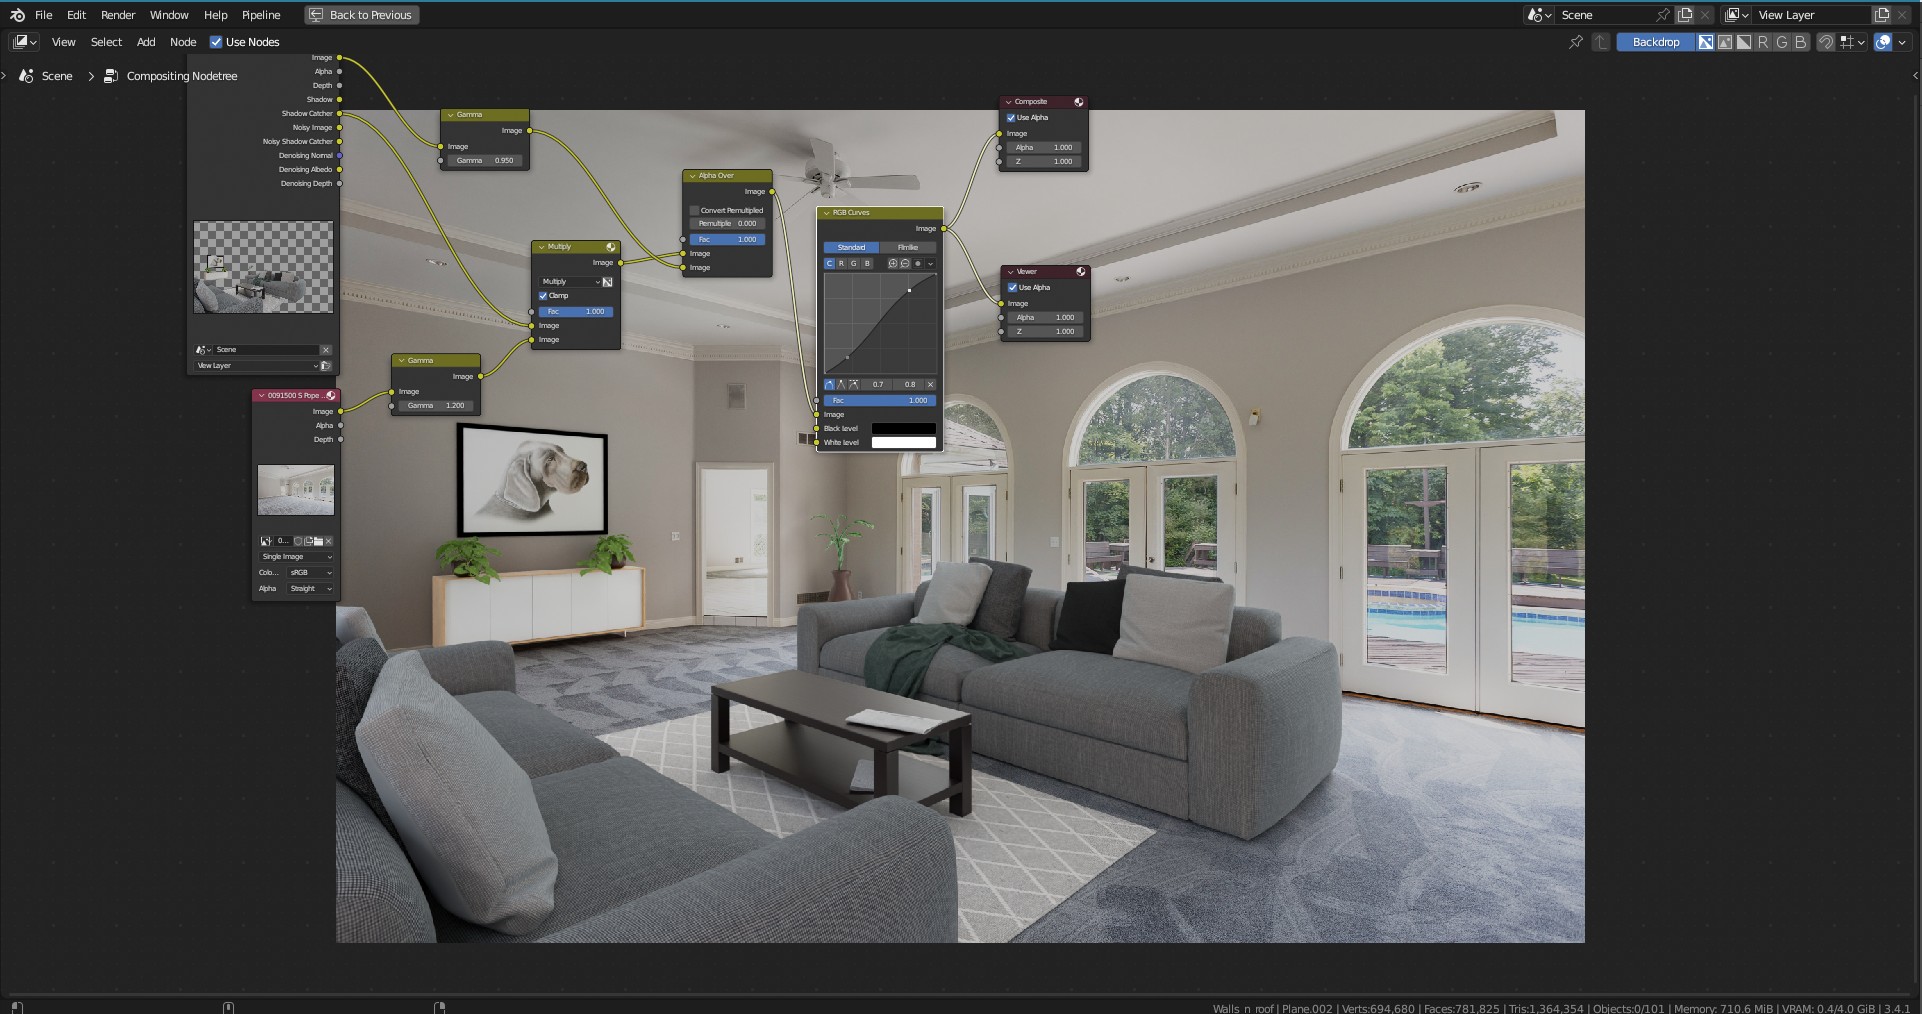 File Edit Render Window Help Pipeline Back to Previous Scene View Layer
View Select Add Node Use Nodes Backdrop R G B
Scene > Compositing Nodetree
Image
Alpha
Depth
Shadow
Shadow Catcher
Noisy Image
Noisy Shadow Catcher
Denoising Normal
Denoising Albedo
Denoising Depth
Scene
View Layer
0091500 S Pope ...
Image
Alpha
Depth
0...
Single Image
Colo... sRGB
Alpha Straight
Gamma
Image
Image
Gamma 0.950
Gamma
Image
Image
Gamma 1.200
Multiply
Image
Multiply
Clamp
Fac 1.000
Image
Image
Alpha Over
Image
Convert Premultiplied
Premultiple 0.000
Fac 1.000
Image
Image
RGB Curves
Image
Standard Filmlike
C R G B
0.7 0.8
Fac 1.000
Image
Black Level
White Level
Composite
Use Alpha
Image
Alpha 1.000
Z 1.000
Viewer
Use Alpha
Image
Alpha 1.000
Z 1.000
Walls_n_roof | Plane.002 | Verts:694,680 | Faces:781,825 | Tris:1,364,354 | Objects:0/101 | Memory: 710.6 MiB | VRAM: 0.4/4.0 GiB | 3.4.1